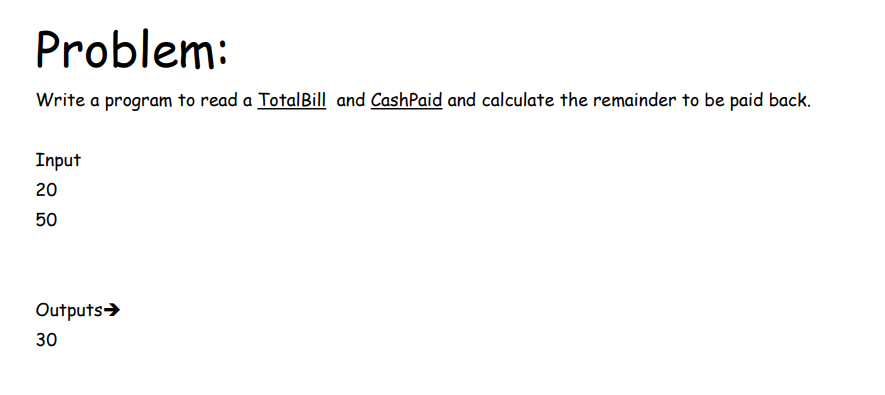 Problem:
Write a program to read a TotalBill and CashPaid and calculate the remainder to be paid back.
Input
20
50
Outputs➔
30